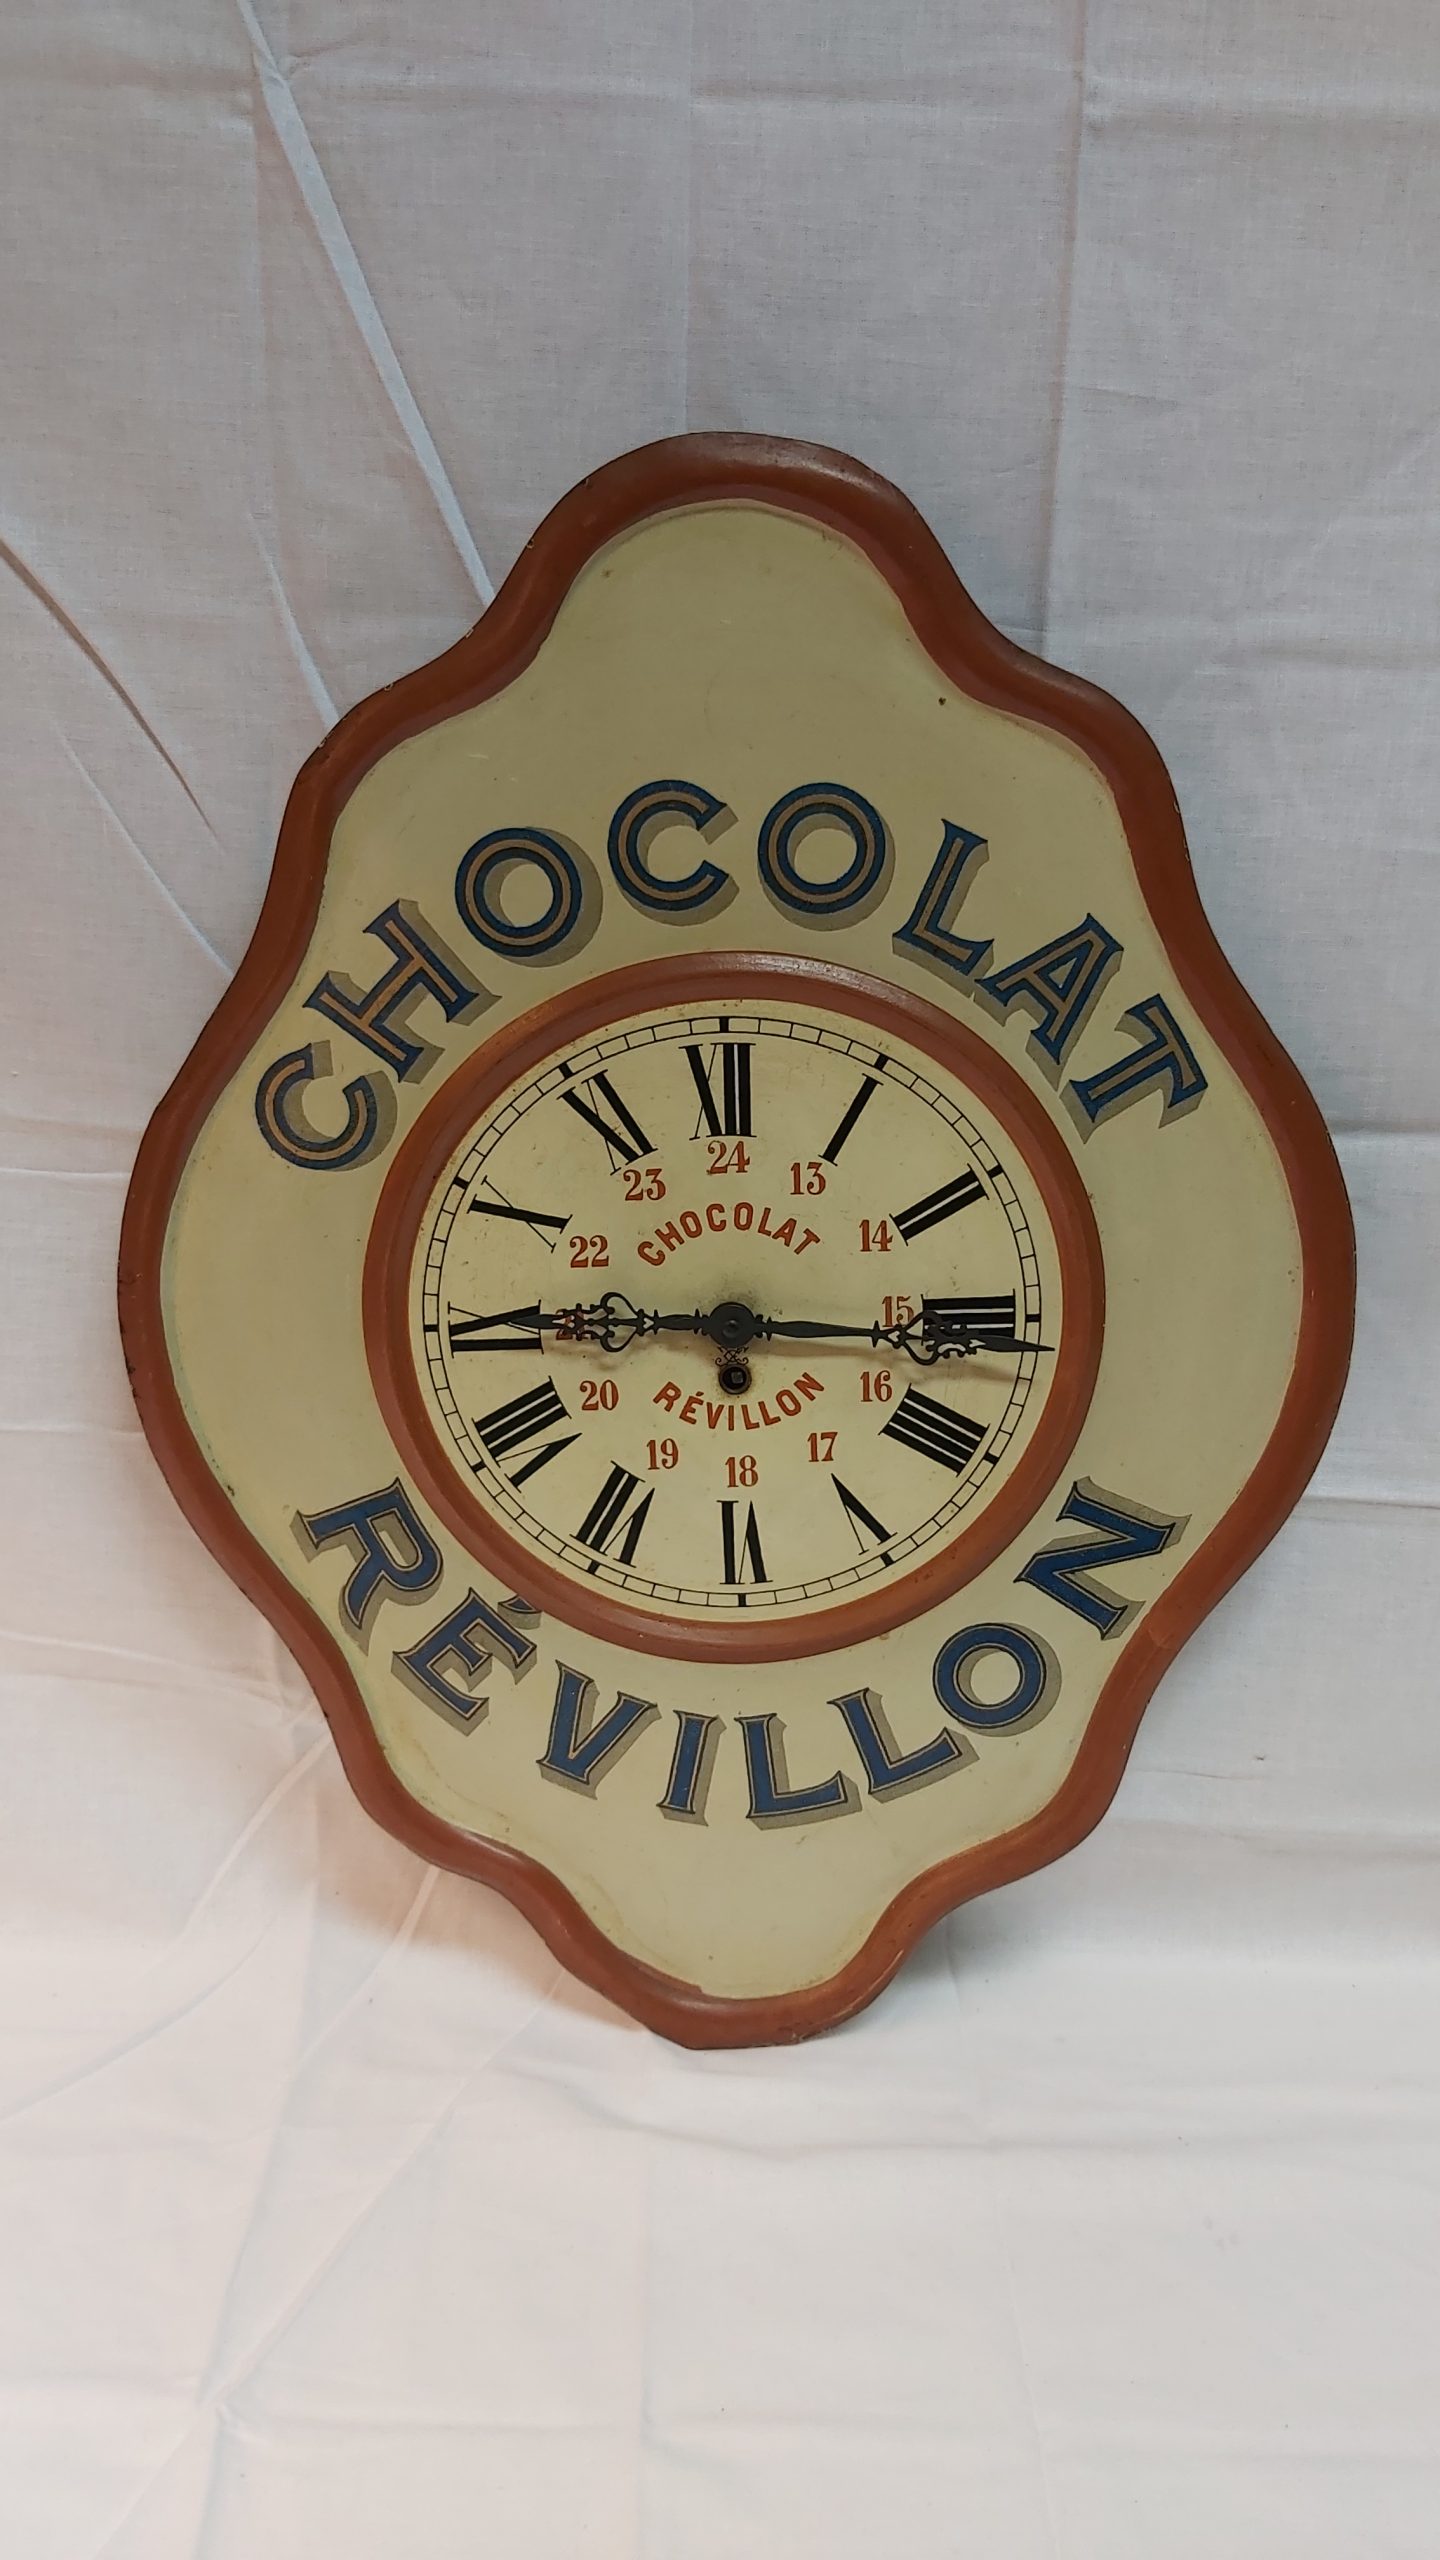 CHOCOLAT
XII
XI I
24
23 13
X II
22 14
CHOCOLAT
IX 15 III
20 16
RÉVILLON
VIII IIII
19 17
18
VII V
VI
RÉVILLON